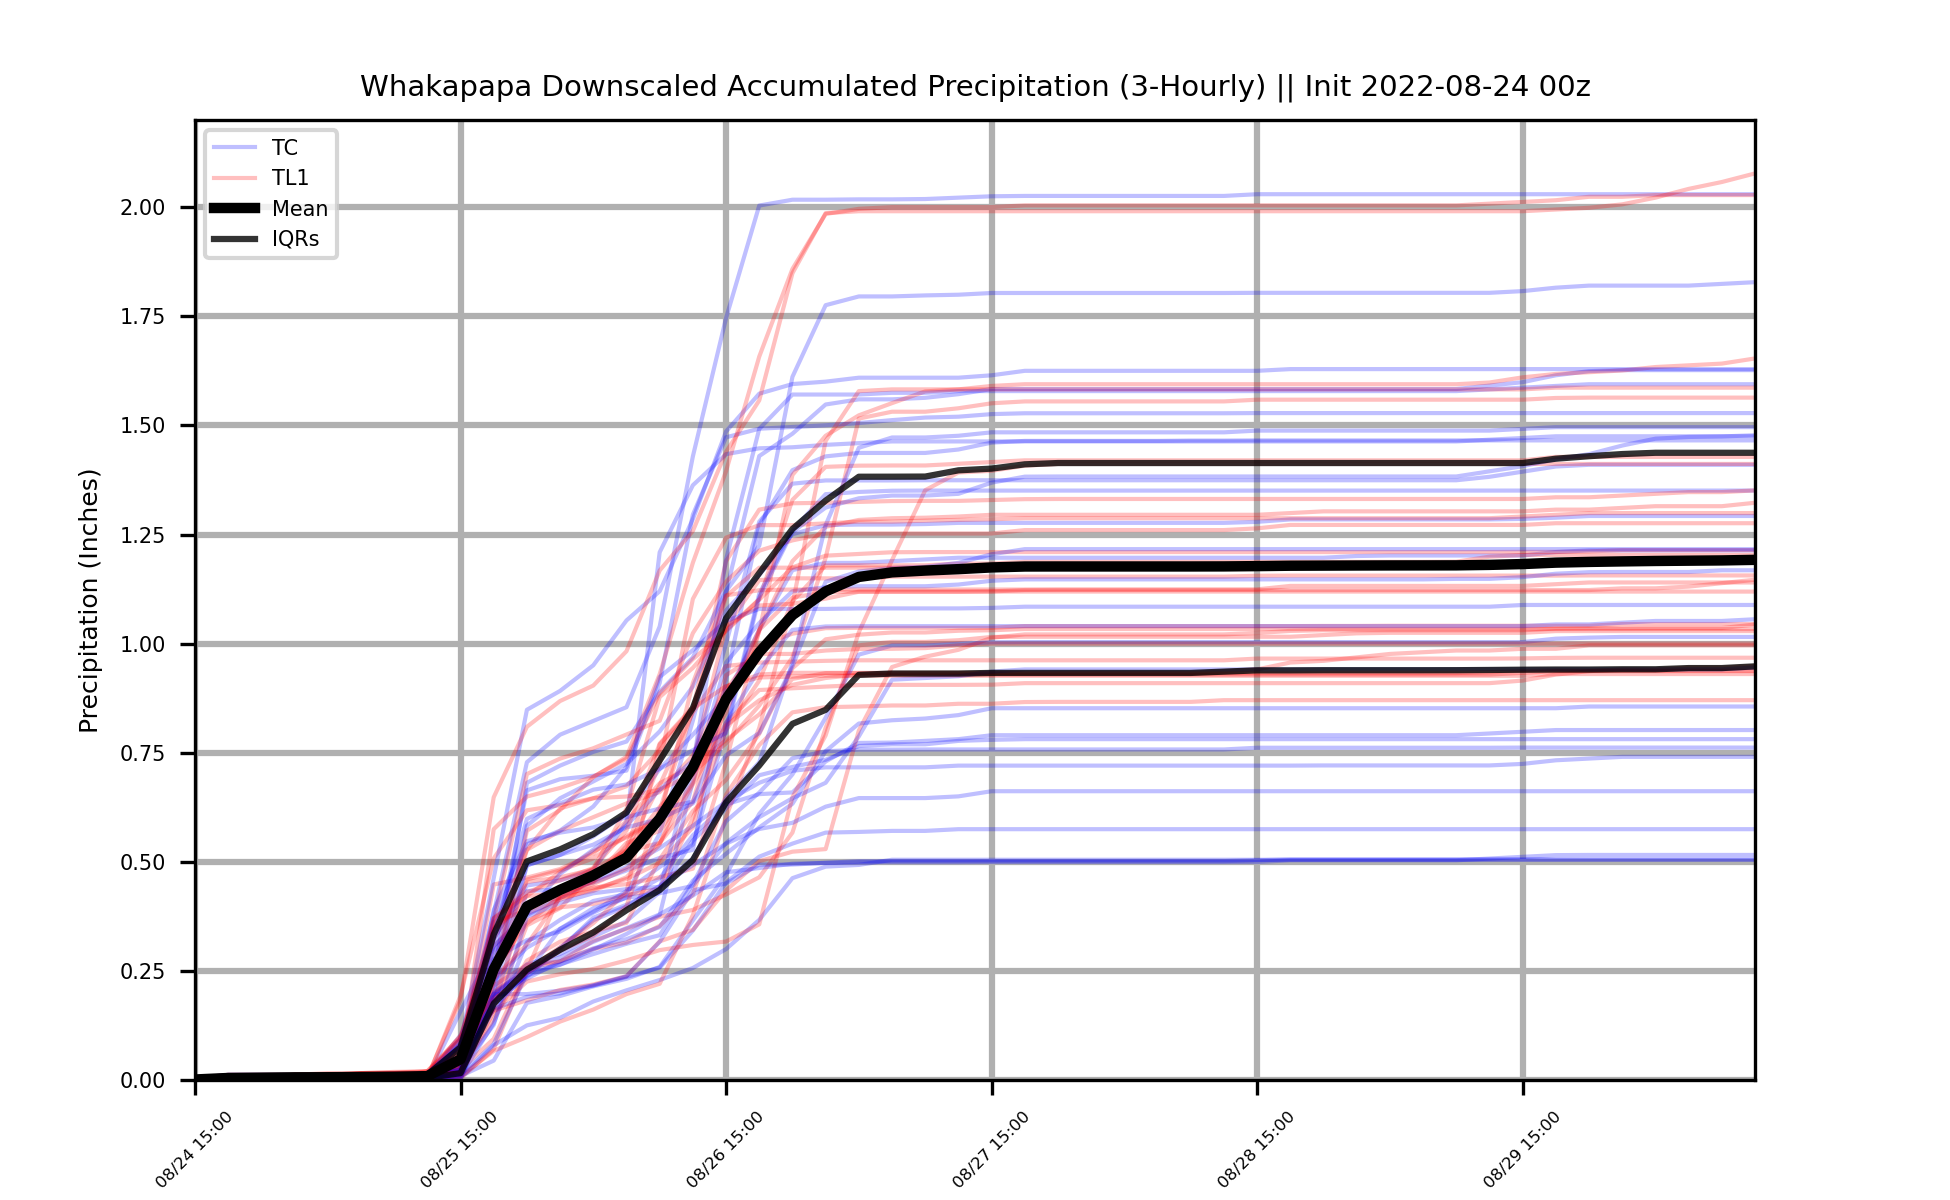 Whakapapa Downscaled Accumulated Precipitation (3-Hourly) || Init 2022-08-24 00z
TC
TL1
Mean
IQRs
Precipitation (Inches)
2.00
1.75
1.50
1.25
1.00
0.75
0.50
0.25
0.00
08/24 15:00
08/25 15:00
08/26 15:00
08/27 15:00
08/28 15:00
08/29 15:00